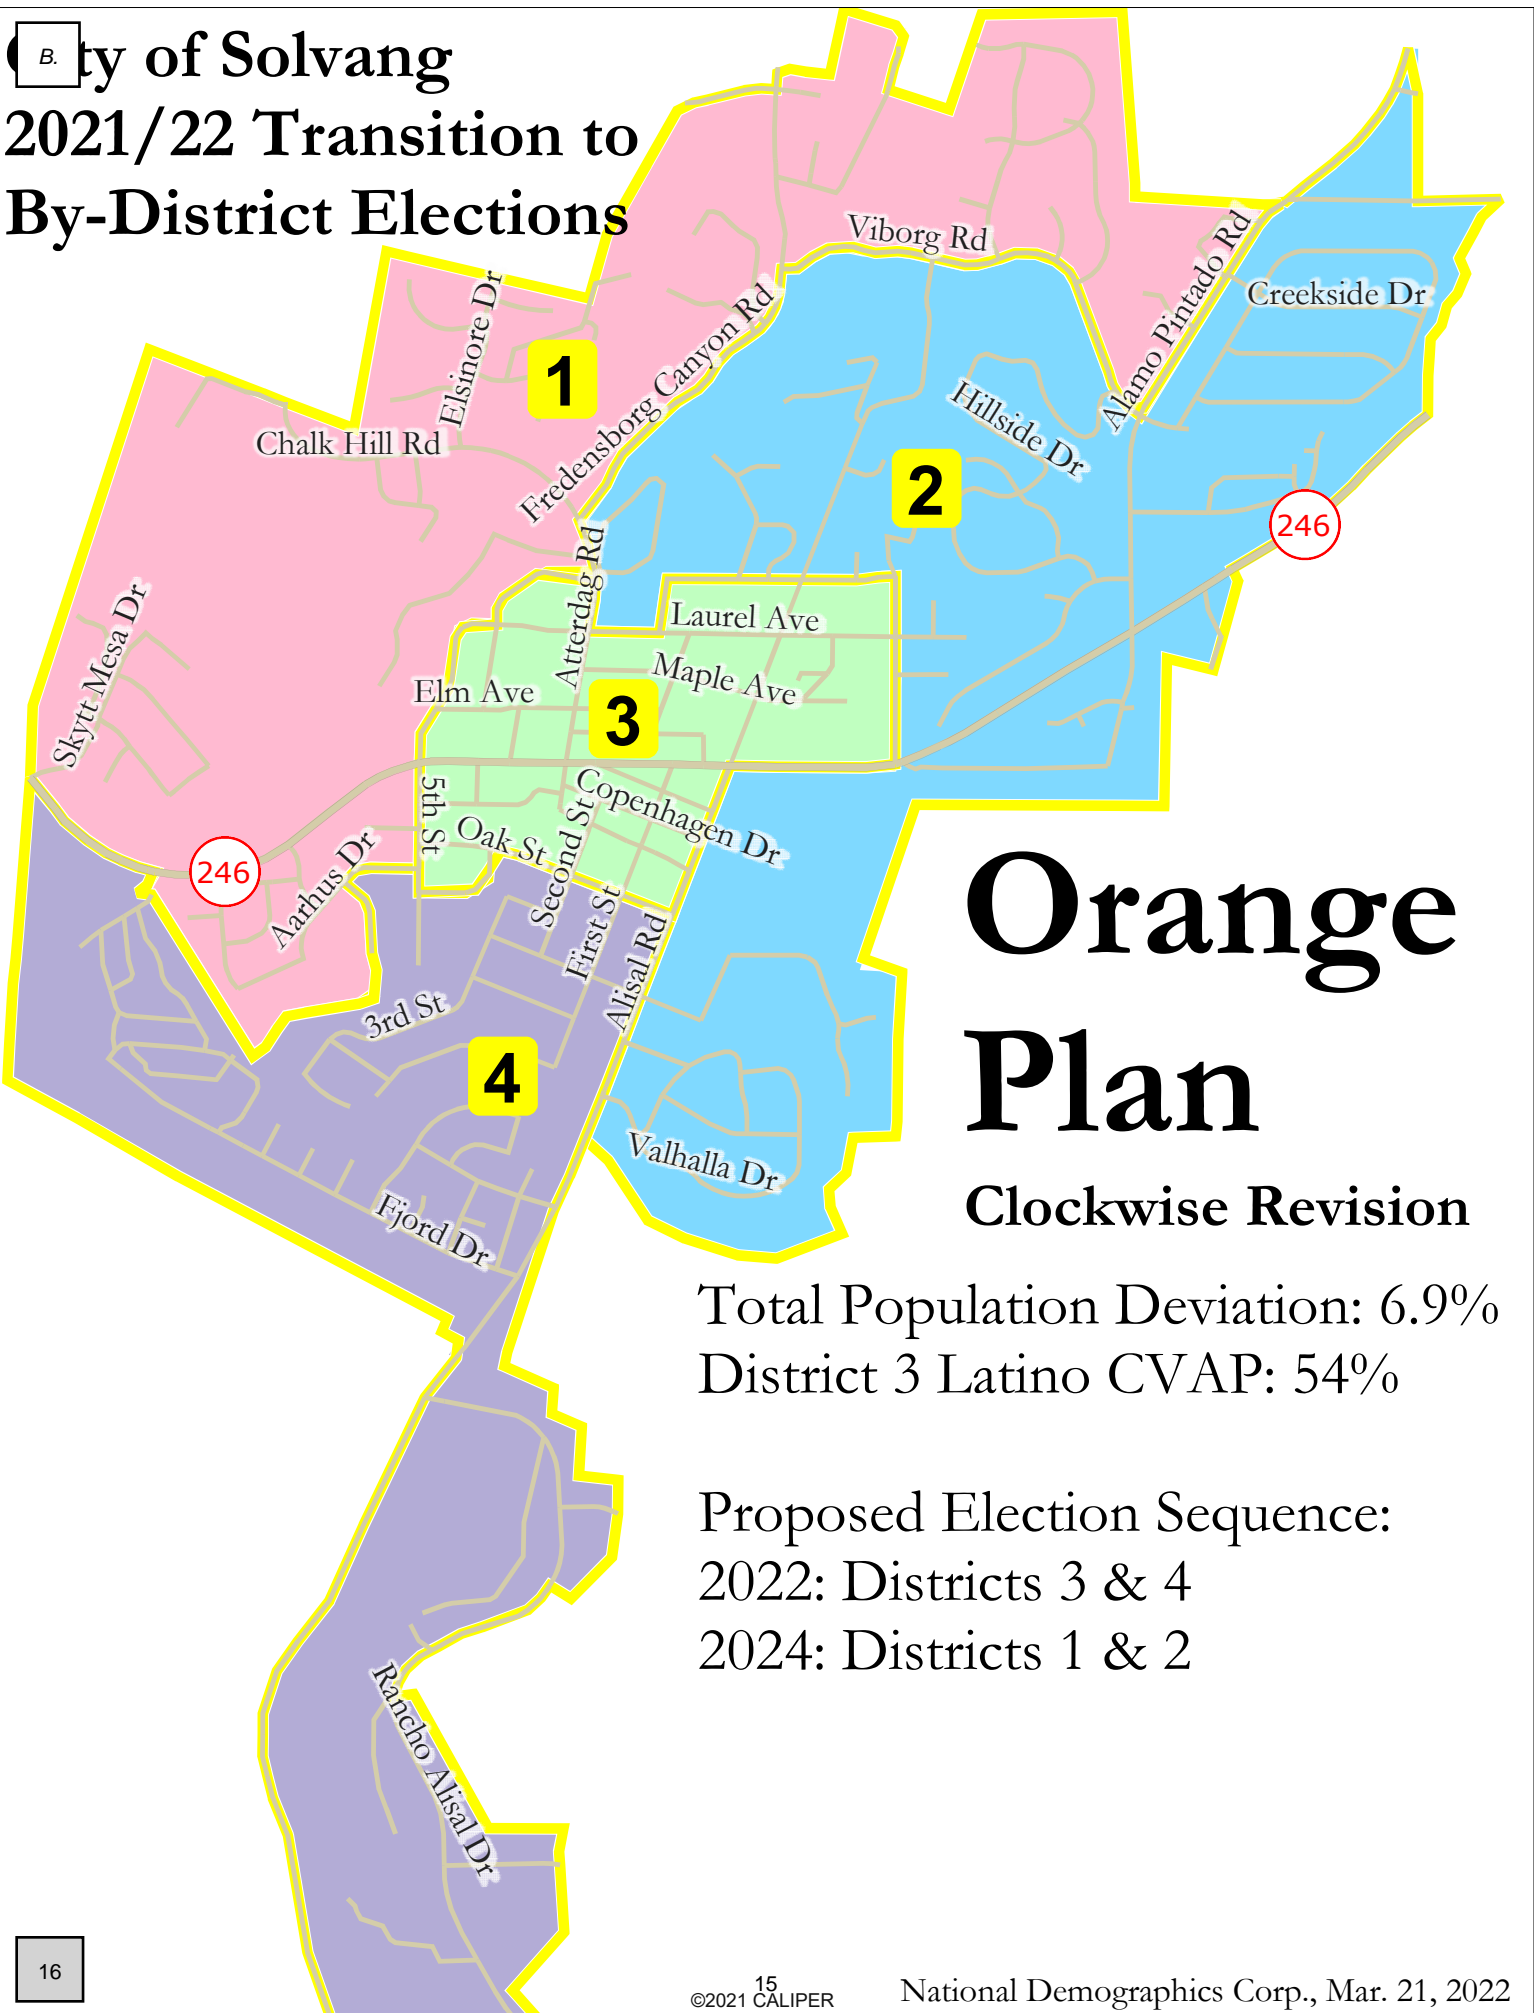 B.
ty of Solvang
2021/22 Transition to
By-District Elections
Viborg Rd
Alamo Pintado Rd
Creekside Dr
Elsinore Dr
1
Fredensborg Canyon Rd
Chalk Hill Rd
Hillside Dr
2
246
Atterdag Rd
Laurel Ave
Skytt Mesa Dr
Maple Ave
Elm Ave
3
Copenhagen Dr
5th St
Oak St
Second St
246
Aarhus Dr
First St
Alisal Rd
3rd St
4
Orange
Plan
Clockwise Revision
Valhalla Dr
Fjord Dr
Total Population Deviation: 6.9%
District 3 Latino CVAP: 54%
Proposed Election Sequence:
2022: Districts 3 & 4
2024: Districts 1 & 2
Rancho Alisal Dr
16
15
©2021 CALIPER
National Demographics Corp., Mar. 21, 2022